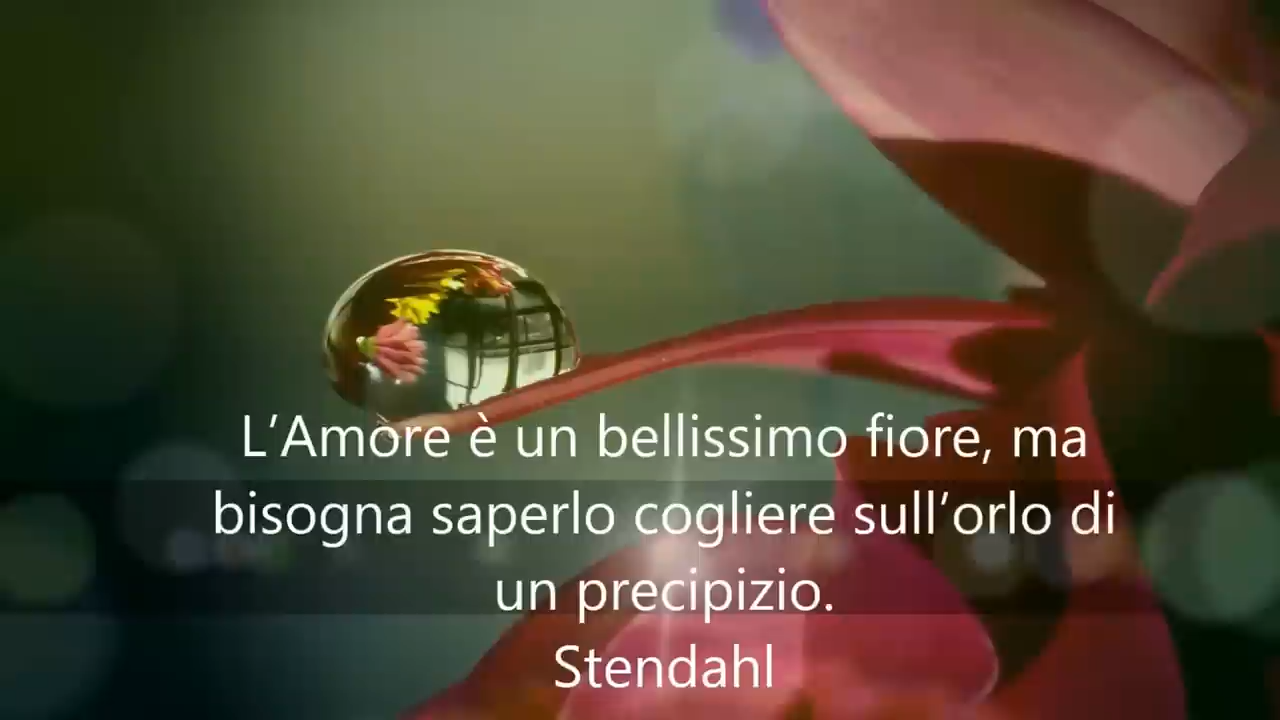 L’Amore è un bellissimo fiore, ma
bisogna saperlo cogliere sull’orlo di
un precipizio.
Stendahl